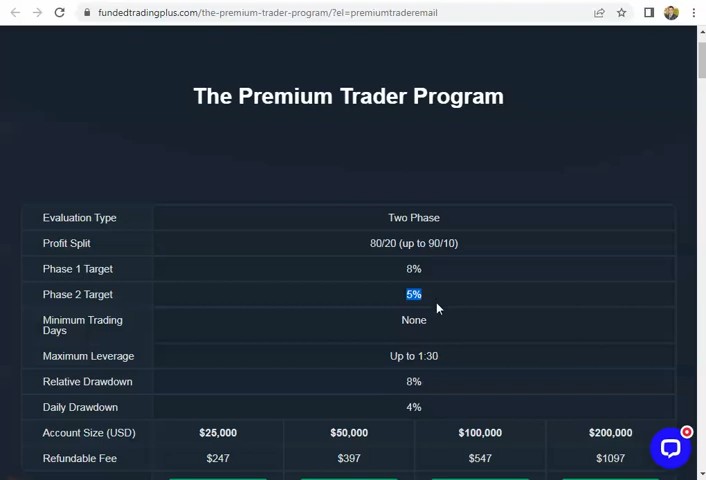 fundedtradingplus.com/the-premium-trader-program/?el=premiumtraderemail
The Premium Trader Program
Evaluation Type Two Phase
Profit Split 80/20 (up to 90/10)
Phase 1 Target 8%
Phase 2 Target 5%
Minimum Trading Days None
Maximum Leverage Up to 1:30
Relative Drawdown 8%
Daily Drawdown 4%
Account Size (USD) $25,000 $50,000 $100,000 $200,000
Refundable Fee $247 $397 $547 $1097